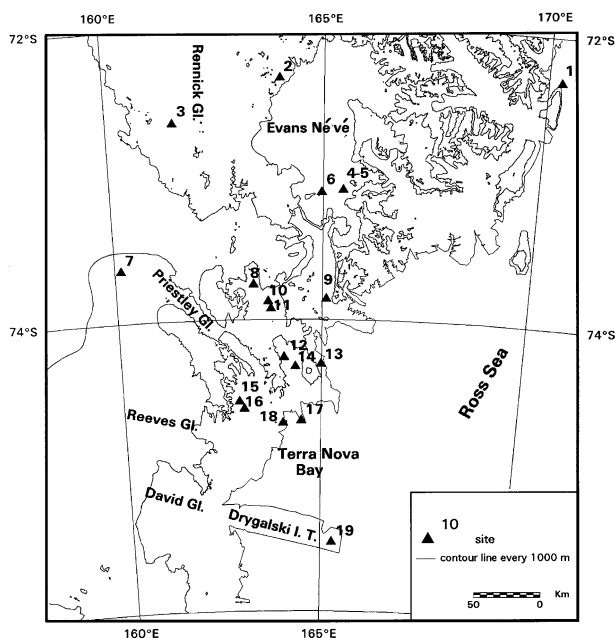 160°E
165°E
170°E
72°S
72°S
Rennick Gl.
2
1
3
Evans Névé
6
4-5
7
8
9
10
11
Priestley Gl.
74°S
74°S
12
13
14
15
16
17
18
Ross Sea
Reeves Gl.
Terra Nova
Bay
David Gl.
Drygalski I. T.
19
10
site
contour line every 1000 m
Km
50
0
160°E
165°E